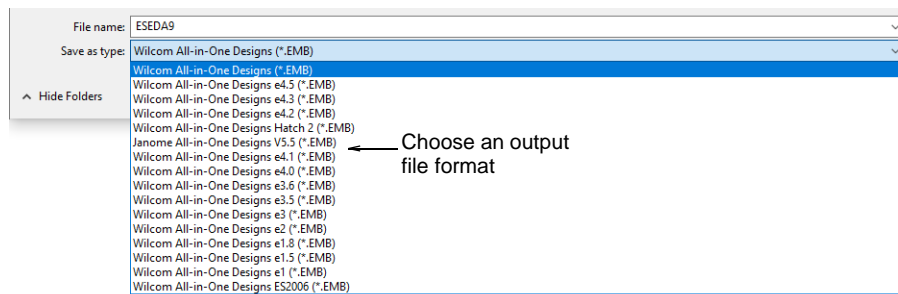 File name: ESEDA9
Save as type: Wilcom All-in-One Designs (*.EMB)
Wilcom All-in-One Designs (*.EMB)
Wilcom All-in-One Designs e4.5 (*.EMB)
Wilcom All-in-One Designs e4.3 (*.EMB)
Hide Folders
Wilcom All-in-One Designs e4.2 (*.EMB)
Wilcom All-in-One Designs Hatch 2 (*.EMB)
Janome All-in-One Designs V5.5 (*.EMB)
Choose an output
file format
Wilcom All-in-One Designs e4.1 (*.EMB)
Wilcom All-in-One Designs e4.0 (*.EMB)
Wilcom All-in-One Designs e3.6 (*.EMB)
Wilcom All-in-One Designs e3.5 (*.EMB)
Wilcom All-in-One Designs e3 (*.EMB)
Wilcom All-in-One Designs e2 (*.EMB)
Wilcom All-in-One Designs e1.8 (*.EMB)
Wilcom All-in-One Designs e1.5 (*.EMB)
Wilcom All-in-One Designs e1 (*.EMB)
Wilcom All-in-One Designs ES2006 (*.EMB)